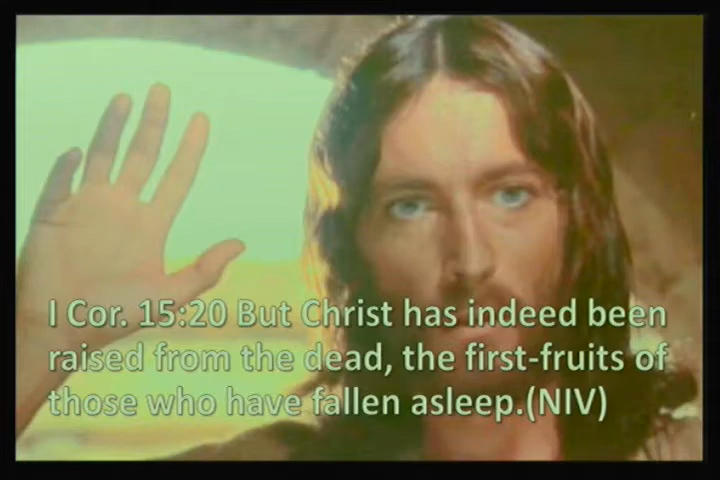 I Cor. 15:20 But Christ has indeed been
raised from the dead, the first-fruits of
those who have fallen asleep.(NIV)